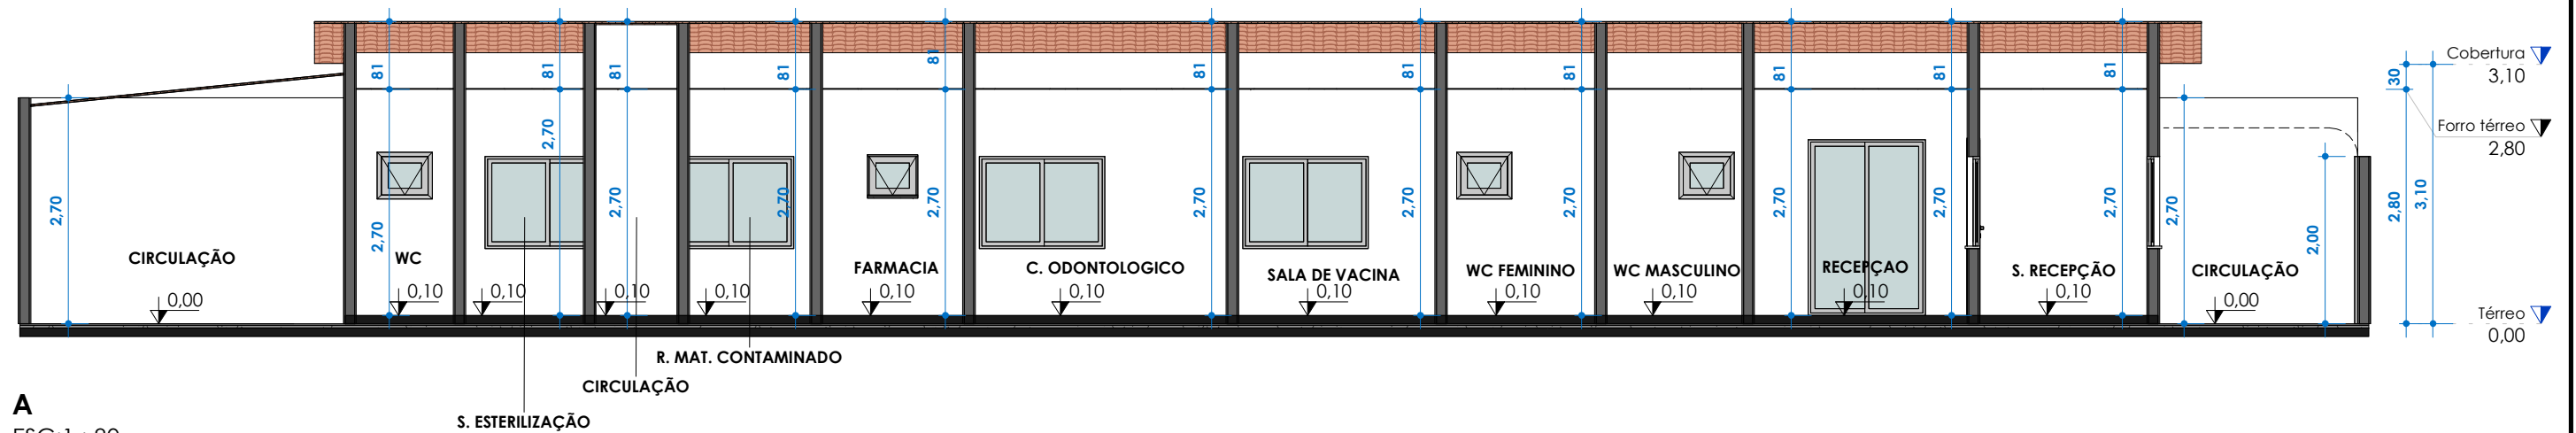 81 81 81 81 81 81 81 81 81 81 81
Cobertura
3,10
30
Forro térreo
2,80
2,70
2,70 2,70 2,70 2,70 2,70 2,70 2,70 2,70 2,70 2,70 2,70 2,70
2,00
2,80
3,10
CIRCULAÇÃO
WC
FARMACIA
C. ODONTOLOGICO
SALA DE VACINA
WC FEMININO
WC MASCULINO
RECEPÇAO
S. RECEPÇÃO
CIRCULAÇÃO
0,00 0,10 0,10 0,10 0,10 0,10 0,10 0,10 0,10 0,10 0,10 0,10 0,00
Térreo
0,00
R. MAT. CONTAMINADO
CIRCULAÇÃO
S. ESTERILIZAÇÃO
A